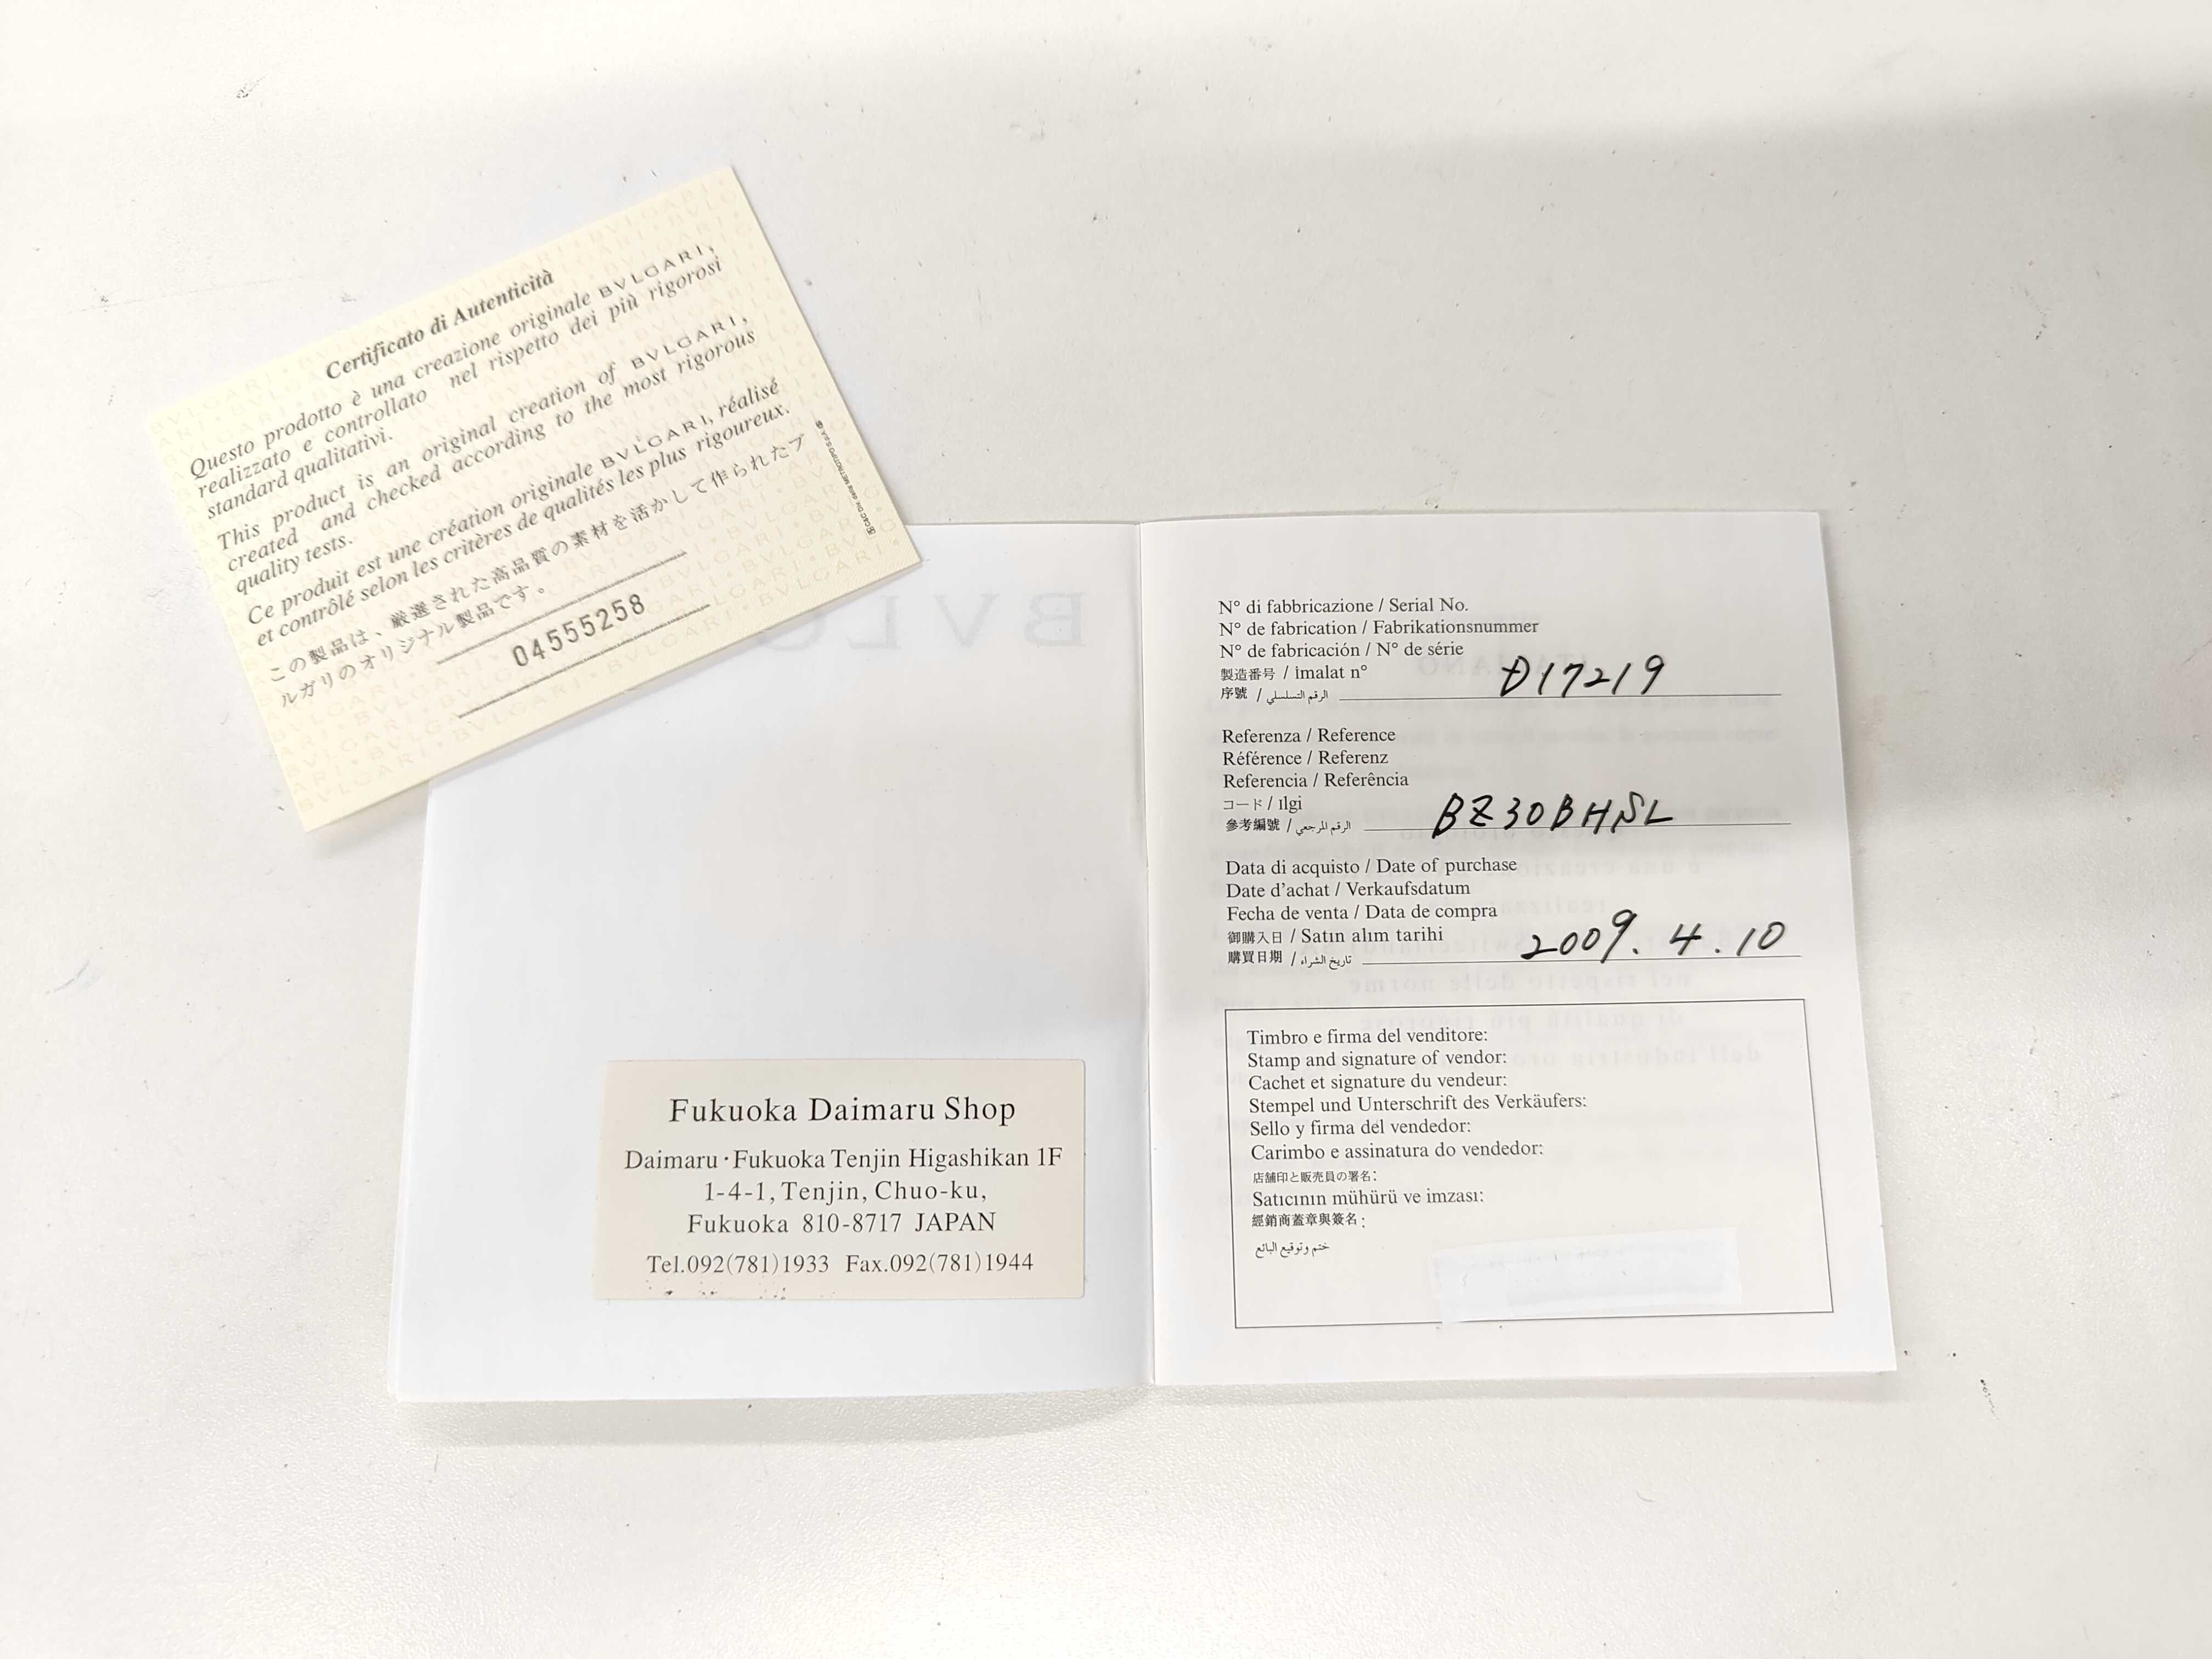 Certificato di Autenticità
Questo prodotto è una creazione originale BVLGARI,
realizzato e controllato nel rispetto dei più rigorosi
standard qualitativi.
This product is an original creation of BVLGARI,
created and checked according to the most rigorous
quality tests.
Ce produit est une création originale BVLGARI, réalisé
et contrôlé selon les critères de qualités les plus rigoureux.
この製品は、厳選された高品質の素材を活かして作られたブ
ルガリのオリジナル製品です。
04555258
Fukuoka Daimaru Shop
Daimaru・Fukuoka Tenjin Higashikan 1F
1-4-1, Tenjin, Chuo-ku,
Fukuoka 810-8717 JAPAN
Tel.092(781)1933 Fax.092(781)1944
N° di fabbricazione / Serial No.
N° de fabrication / Fabrikationsnummer
N° de fabricación / N° de série
製造番号 / imalat n°
序號 / الرقم التسلسلي D17219
Referenza / Reference
Référence / Referenz
Referencia / Referência
コード / ılgi
參考編號 / الرقم المرجعي BZ30BHSL
Data di acquisto / Date of purchase
Date d'achat / Verkaufsdatum
Fecha de venta / Data de compra
御購入日 / Satın alım tarihi
購買日期 / تاريخ الشراء 2009. 4. 10
Timbro e firma del venditore:
Stamp and signature of vendor:
Cachet et signature du vendeur:
Stempel und Unterschrift des Verkäufers:
Sello y firma del vendedor:
Carimbo e assinatura do vendedor:
店舗印と販売員の署名:
Satıcının mühürü ve imzası:
經銷商蓋章與簽名:
ختم وتوقيع البائع